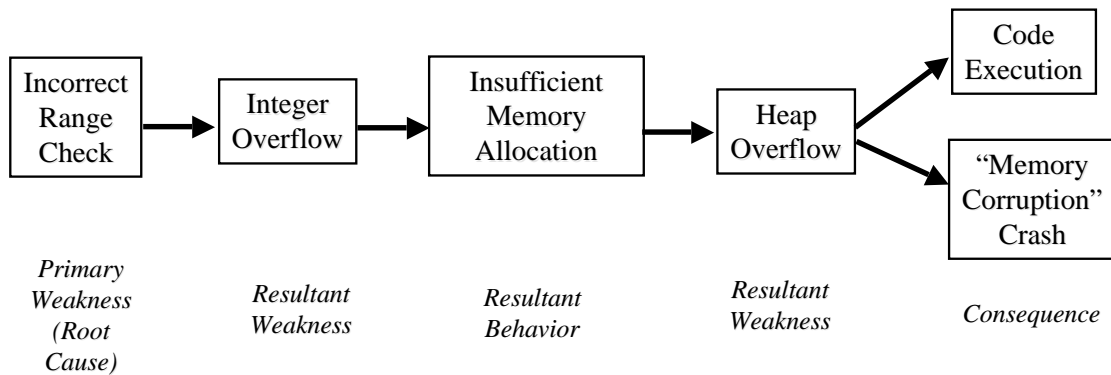 Incorrect
Range
Check
Integer
Overflow
Insufficient
Memory
Allocation
Heap
Overflow
Code
Execution
“Memory
Corruption”
Crash
Primary
Weakness
(Root
Cause)
Resultant
Weakness
Resultant
Behavior
Resultant
Weakness
Consequence